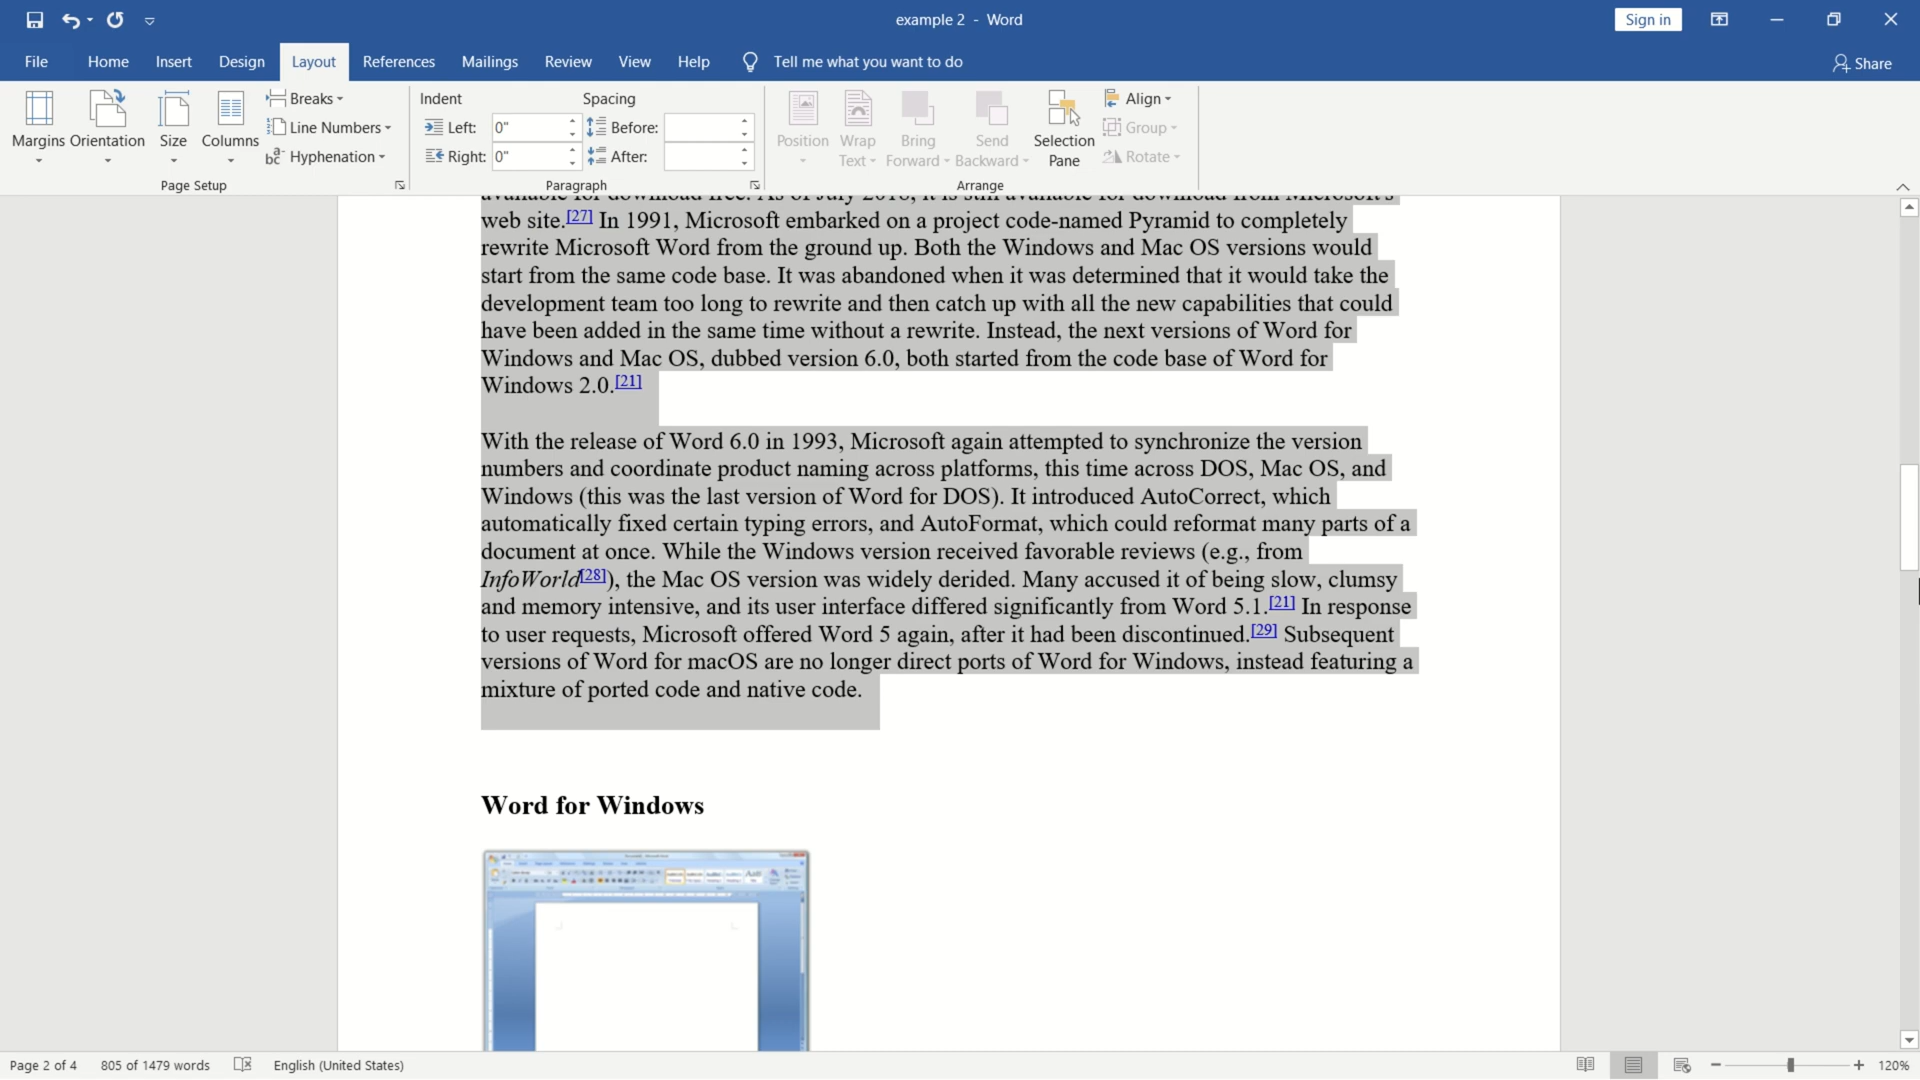 example 2 - Word
Sign in
File Home Insert Design Layout References Mailings Review View Help Tell me what you want to do
Share
Margins
Orientation
Size
Columns
Breaks
Line Numbers
Hyphenation
Page Setup
Indent
Left: 0"
Right: 0"
Spacing
Before:
After:
Paragraph
Position
Wrap Text
Bring Forward
Send Backward
Selection Pane
Align
Group
Rotate
Arrange
available for download free. As of July 2018, it is still available for download from Microsoft's
web site.[27] In 1991, Microsoft embarked on a project code-named Pyramid to completely
rewrite Microsoft Word from the ground up. Both the Windows and Mac OS versions would
start from the same code base. It was abandoned when it was determined that it would take the
development team too long to rewrite and then catch up with all the new capabilities that could
have been added in the same time without a rewrite. Instead, the next versions of Word for
Windows and Mac OS, dubbed version 6.0, both started from the code base of Word for
Windows 2.0.[21]
With the release of Word 6.0 in 1993, Microsoft again attempted to synchronize the version
numbers and coordinate product naming across platforms, this time across DOS, Mac OS, and
Windows (this was the last version of Word for DOS). It introduced AutoCorrect, which
automatically fixed certain typing errors, and AutoFormat, which could reformat many parts of a
document at once. While the Windows version received favorable reviews (e.g., from
InfoWorld[28]), the Mac OS version was widely derided. Many accused it of being slow, clumsy
and memory intensive, and its user interface differed significantly from Word 5.1.[21] In response
to user requests, Microsoft offered Word 5 again, after it had been discontinued.[29] Subsequent
versions of Word for macOS are no longer direct ports of Word for Windows, instead featuring a
mixture of ported code and native code.
Word for Windows
Page 2 of 4 805 of 1479 words English (United States) 120%